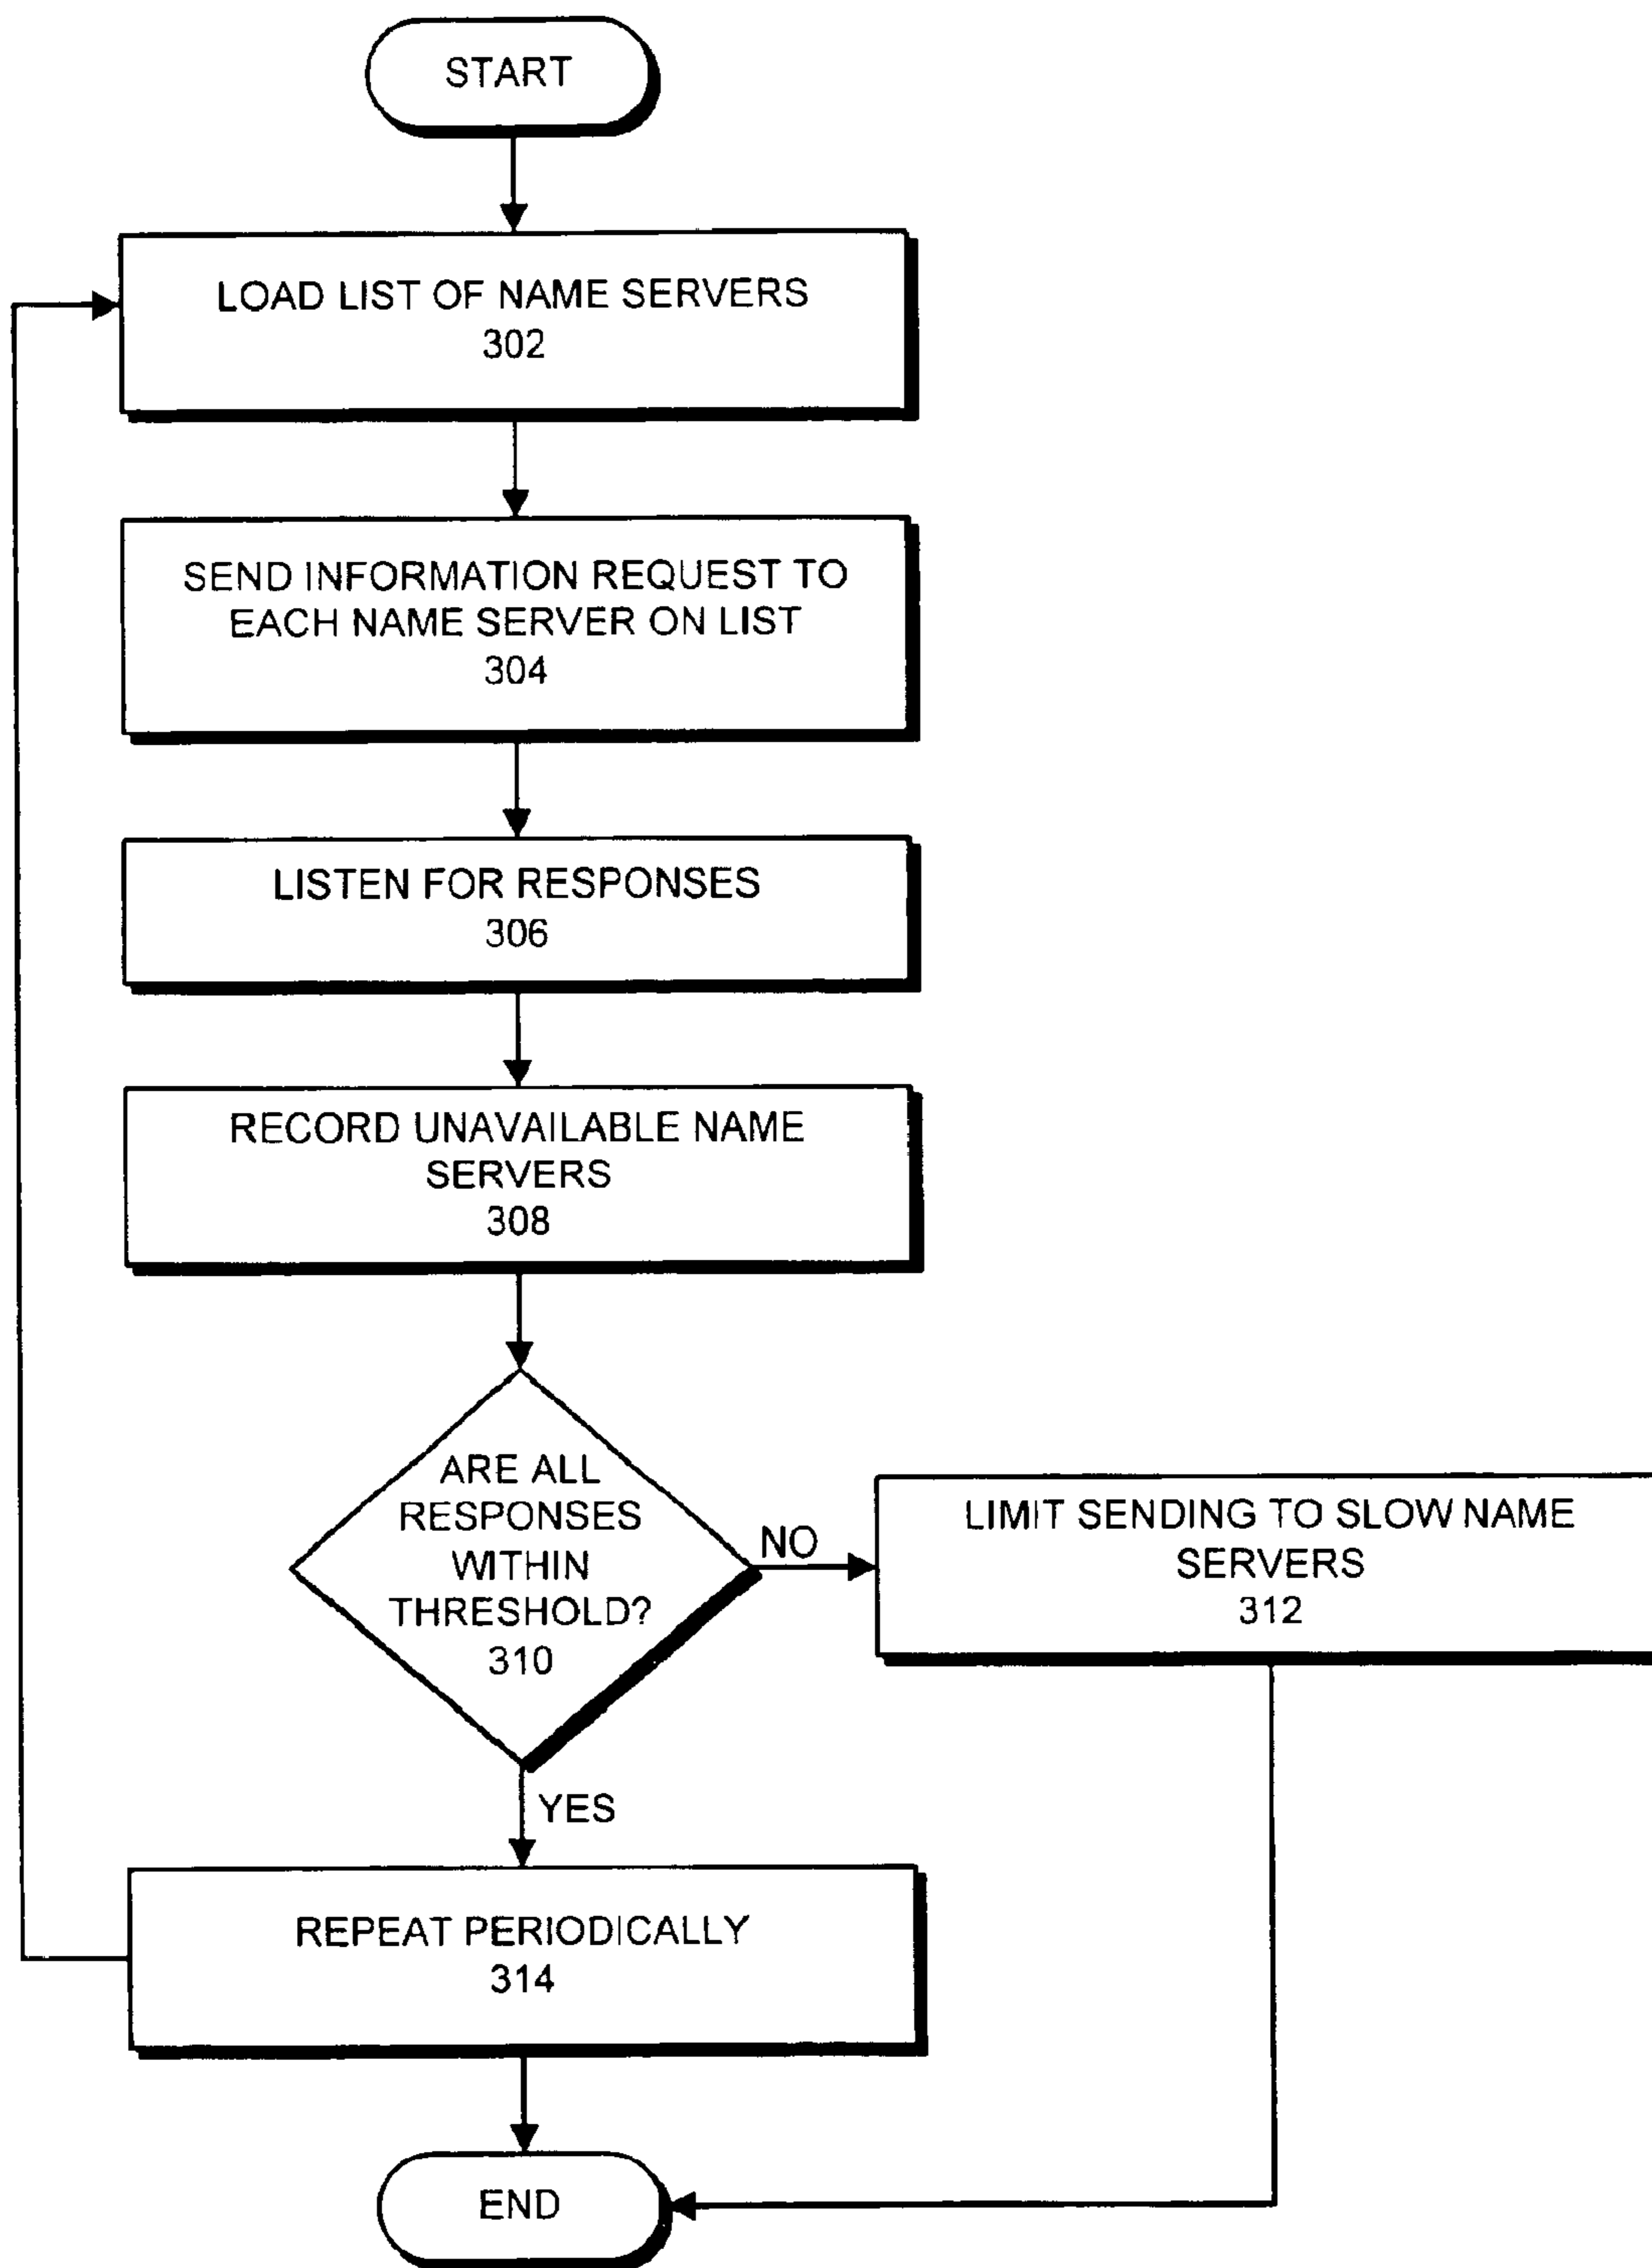 START
LOAD LIST OF NAME SERVERS
302
SEND INFORMATION REQUEST TO
EACH NAME SERVER ON LIST
304
LISTEN FOR RESPONSES
306
RECORD UNAVAILABLE NAME
SERVERS
308
ARE ALL
RESPONSES
WITHIN
THRESHOLD?
310
NO
LIMIT SENDING TO SLOW NAME
SERVERS
312
YES
REPEAT PERIODICALLY
314
END